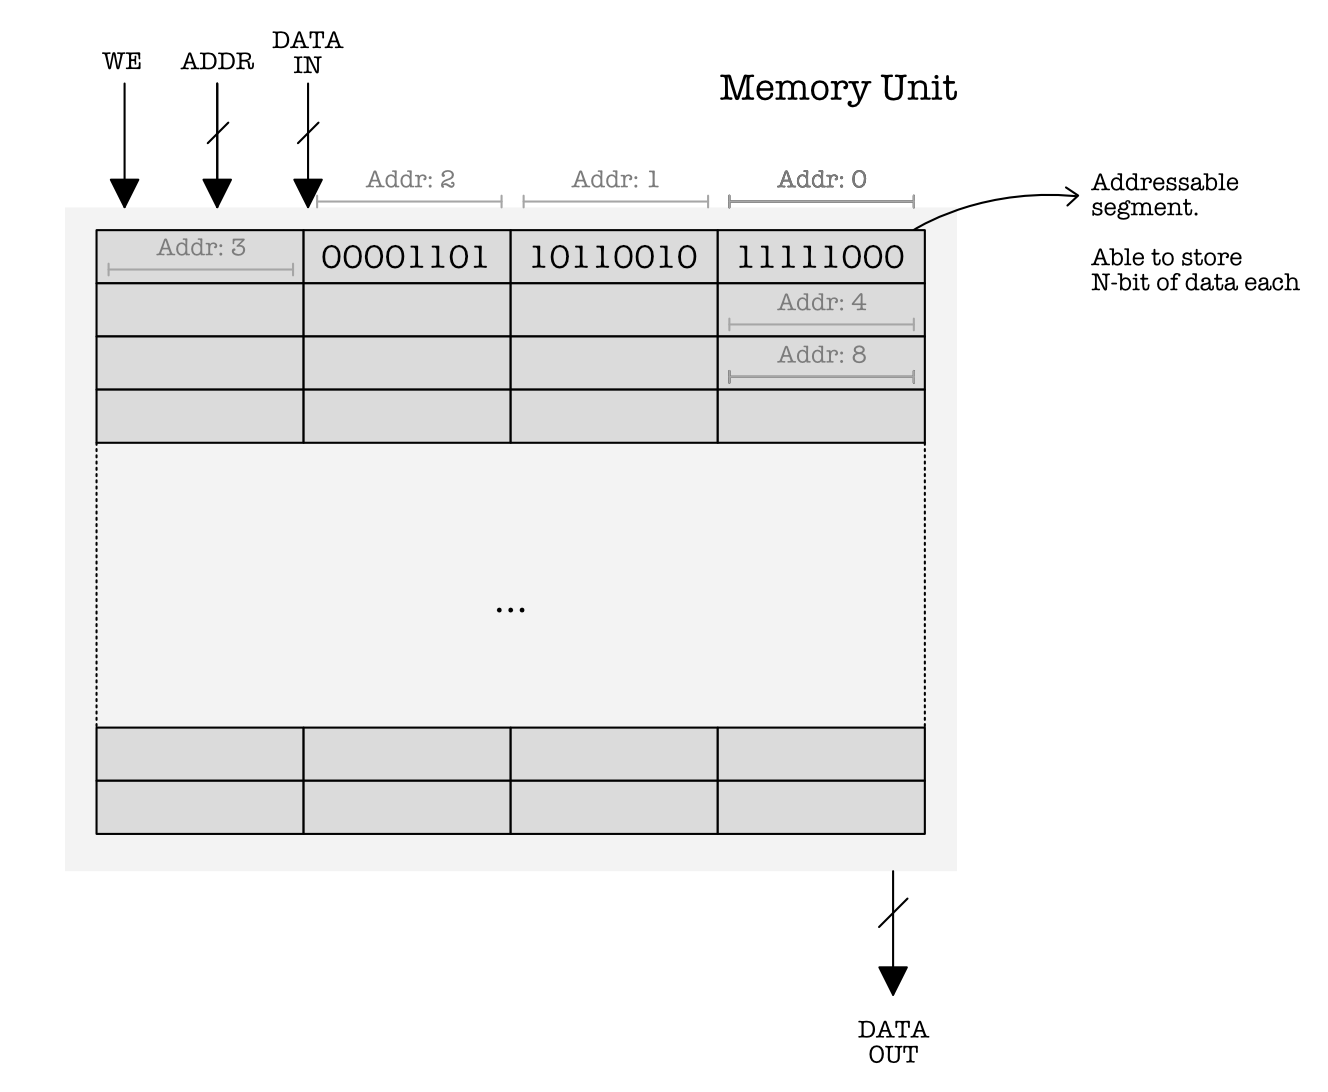 DATA
IN
WE
ADDR
Memory Unit
Addr: 2
Addr: 1
Addr: 0
Addressable
segment.
Able to store
N-bit of data each
Addr: 3
00001101
10110010
11111000
Addr: 4
Addr: 8
...
DATA
OUT